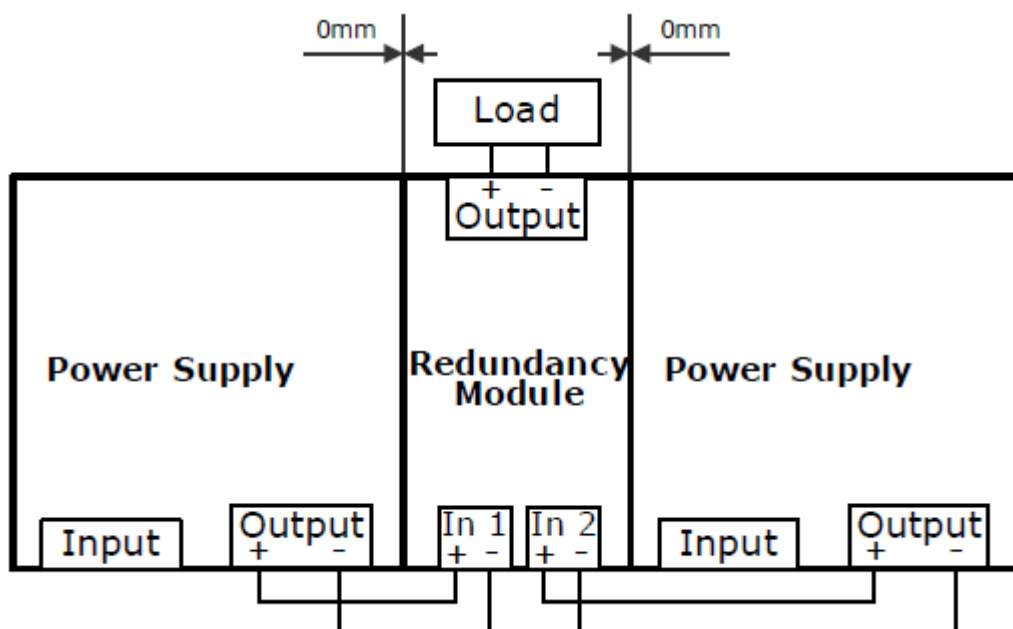 0mm 0mm
Load
+ -
Output
Power Supply
Redundancy
Module
Power Supply
Input
Output
+ -
In 1
+ -
In 2
+ -
Input
Output
+ -